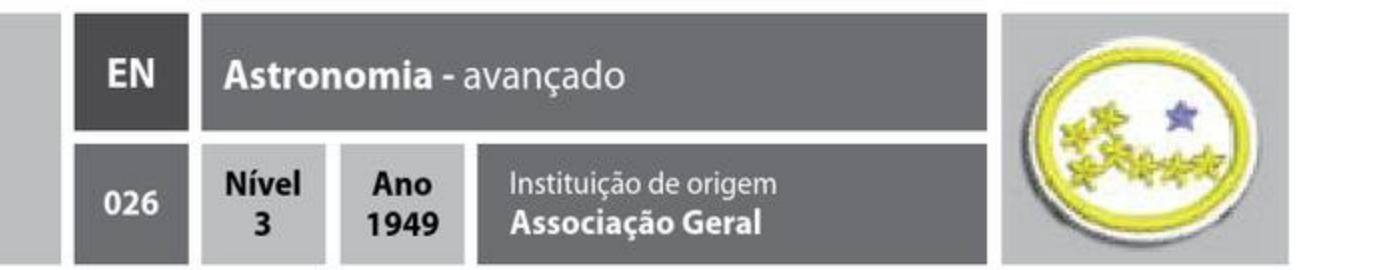 EN
Astronomia - avançado
026
Nível
3
Ano
1949
Instituição de origem
Associação Geral